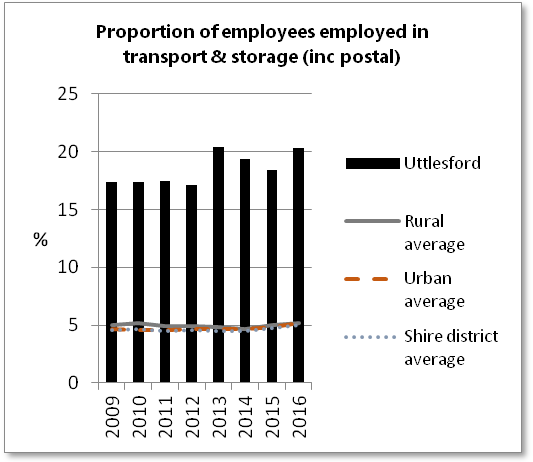 Proportion of employees employed in
transport & storage (inc postal)
25
20
15
10
5
0
%
2009
2010
2011
2012
2013
2014
2015
2016
Uttlesford
Rural
average
Urban
average
Shire district
average